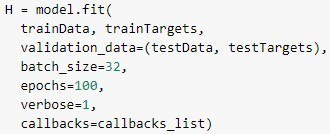 H = model.fit(
  trainData, trainTargets,
  validation_data=(testData, testTargets),
  batch_size=32,
  epochs=100,
  verbose=1,
  callbacks=callbacks_list)